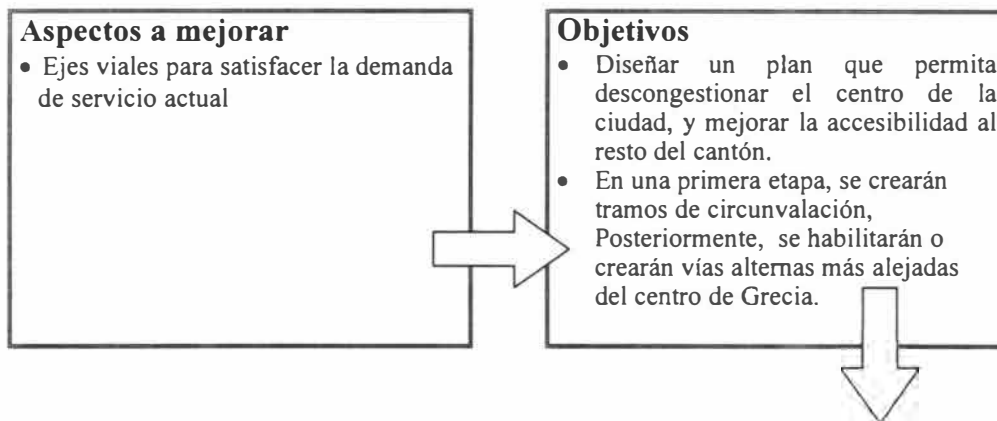 Aspectos a mejorar
• Ejes viales para satisfacer la demanda
de servicio actual
Objetivos
• Diseñar un plan que permita
descongestionar el centro de la
ciudad, y mejorar la accesibilidad al
resto del cantón.
• En una primera etapa, se crearán
tramos de circunvalación,
Posteriormente, se habilitarán o
crearán vías alternas más alejadas
del centro de Grecia.